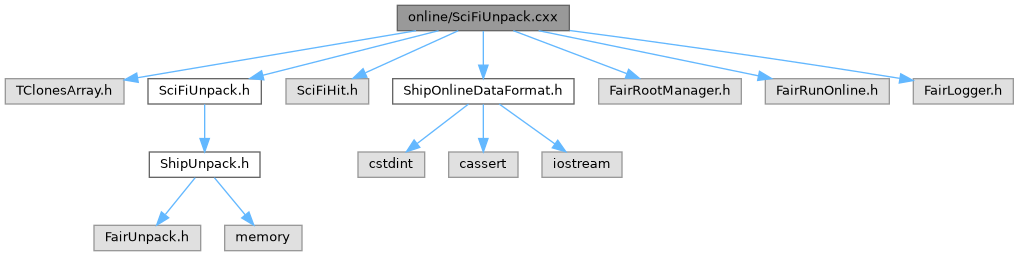 online/SciFiUnpack.cxx
TClonesArray.h
SciFiUnpack.h
SciFiHit.h
ShipOnlineDataFormat.h
FairRootManager.h
FairRunOnline.h
FairLogger.h
ShipUnpack.h
cstdint
cassert
iostream
FairUnpack.h
memory